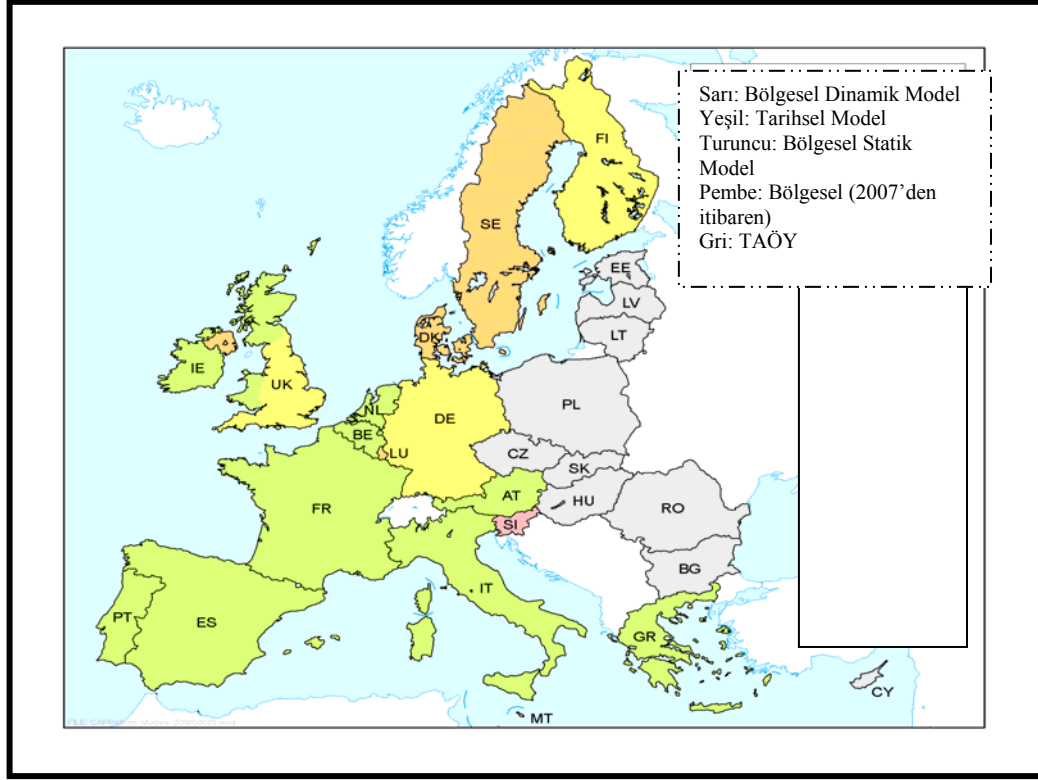 Sarı: Bölgesel Dinamik Model
Yeşil: Tarihsel Model
Turuncu: Bölgesel Statik
Model
Pembe: Bölgesel (2007’den
itibaren)
Gri: TAÖY
FI
SE
EE
LV
LT
DK
IE
UK
NL
BE
LU
DE
PL
CZ
SK
AT
HU
SI
RO
BG
FR
IT
PT
ES
GR
CY
MT